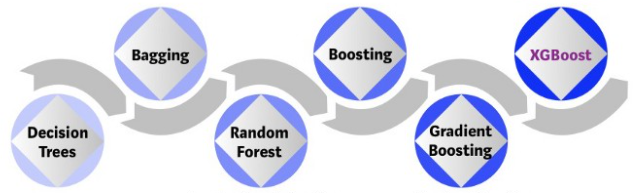 Decision
Trees
Bagging
Random
Forest
Boosting
Gradient
Boosting
XGBoost